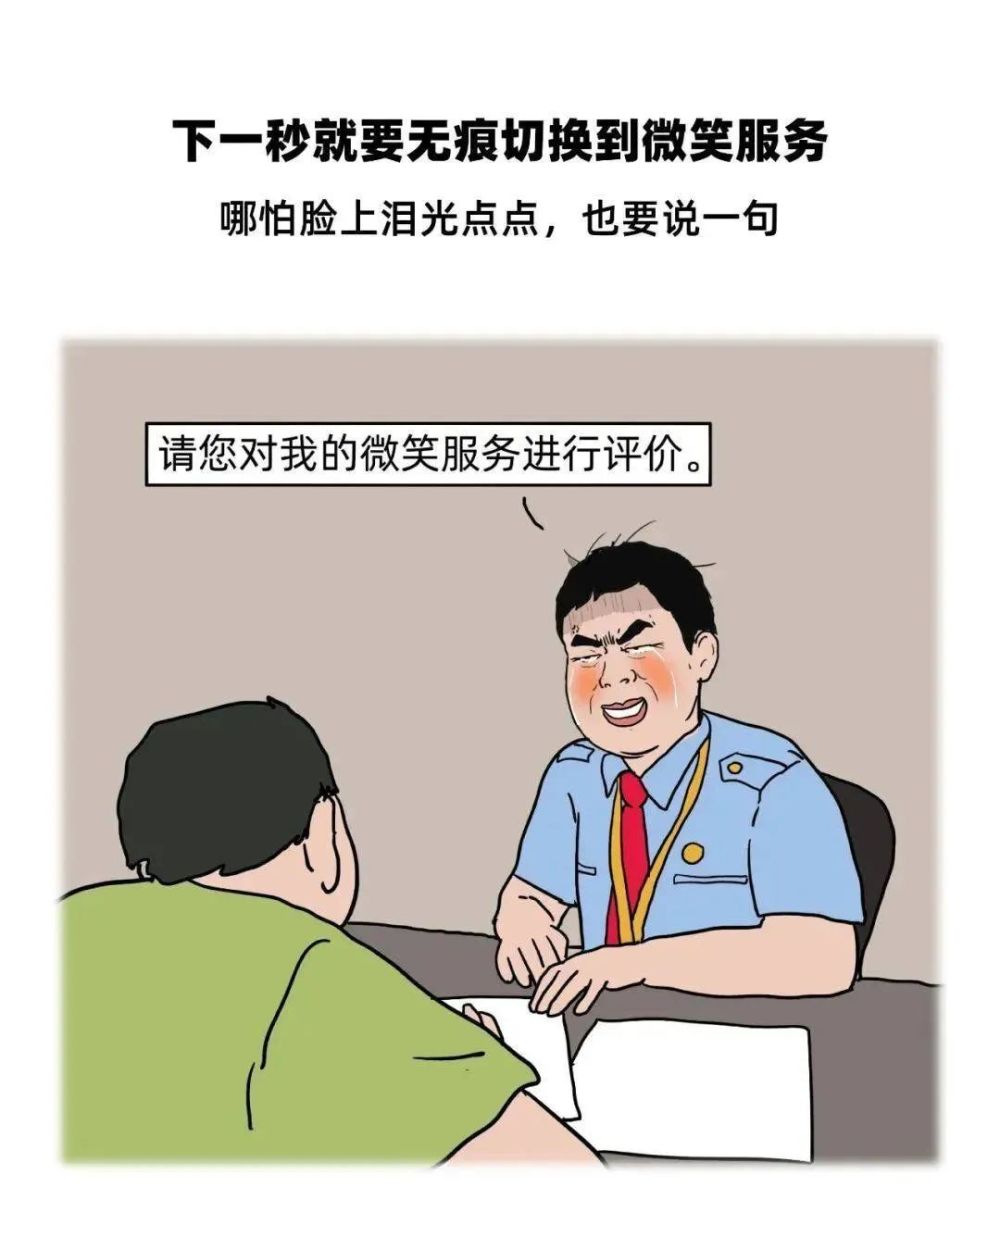 下一秒就要无痕切换到微笑服务
哪怕脸上泪光点点，也要说一句
请您对我的微笑服务进行评价。